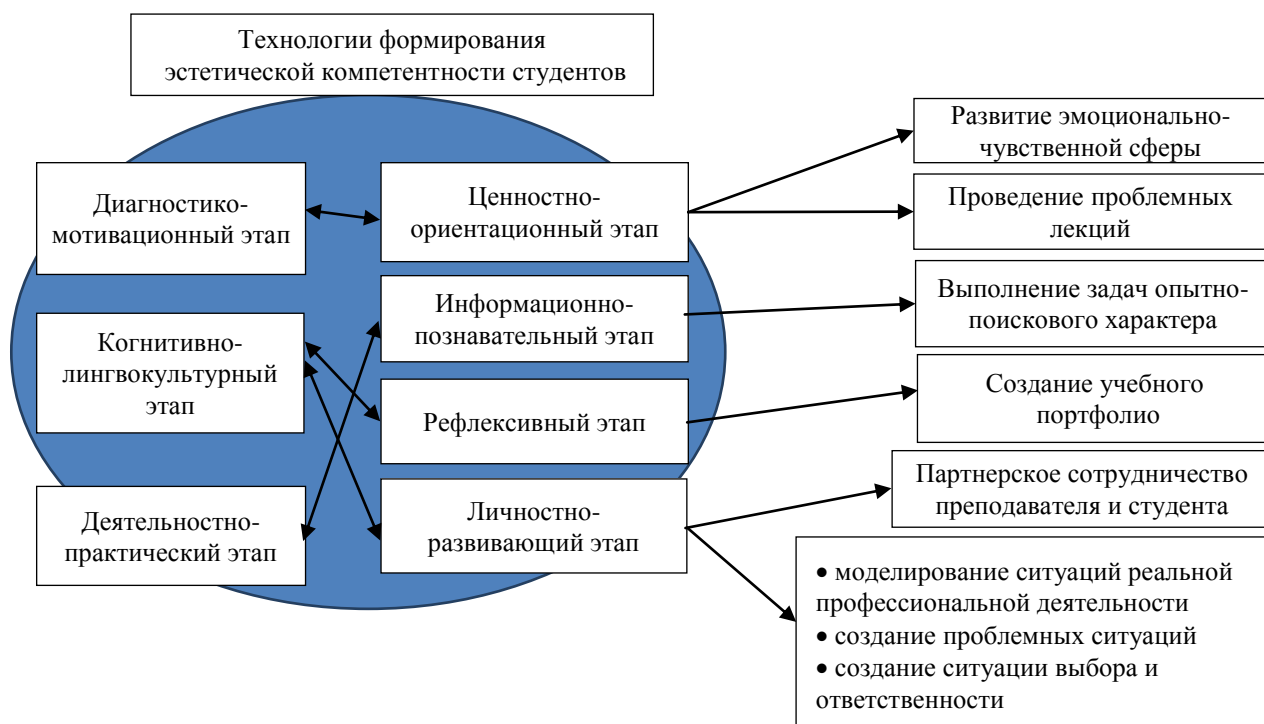 Технологии формирования
эстетической компетентности студентов
Диагностико-
мотивационный этап
Когнитивно-
лингвокультурный
этап
Деятельностно-
практический этап
Ценностно-
ориентационный этап
Информационно-
познавательный этап
Рефлексивный этап
Личностно-
развивающий этап
Развитие эмоционально-
чувственной сферы
Проведение проблемных
лекций
Выполнение задач опытно-
поискового характера
Создание учебного
портфолио
Партнерское сотрудничество
преподавателя и студента
• моделирование ситуаций реальной
профессиональной деятельности
• создание проблемных ситуаций
• создание ситуации выбора и
ответственности